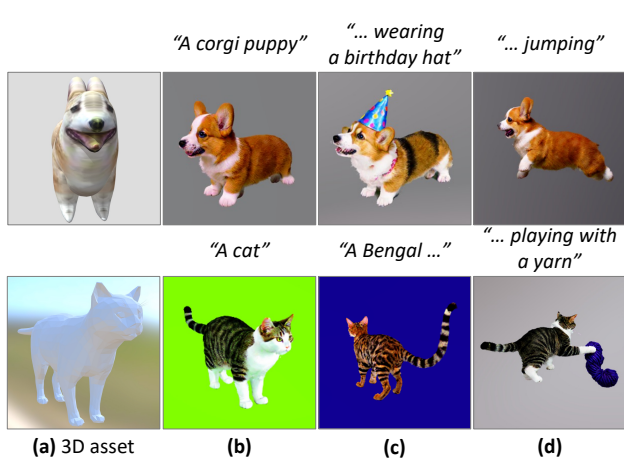 “A corgi puppy”
“... wearing
a birthday hat”
“... jumping”
“A cat”
“A Bengal ...”
“... playing with
a yarn”
(a) 3D asset
(b)
(c)
(d)